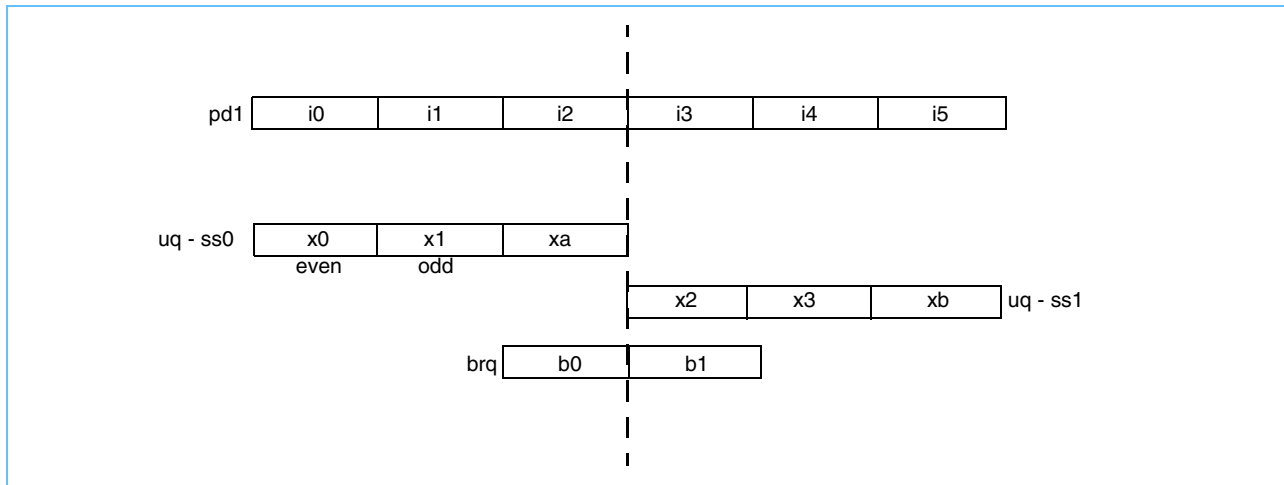 pd1 i0 i1 i2 i3 i4 i5
uq - ss0 x0 x1 xa
even odd
x2 x3 xb uq - ss1
brq b0 b1